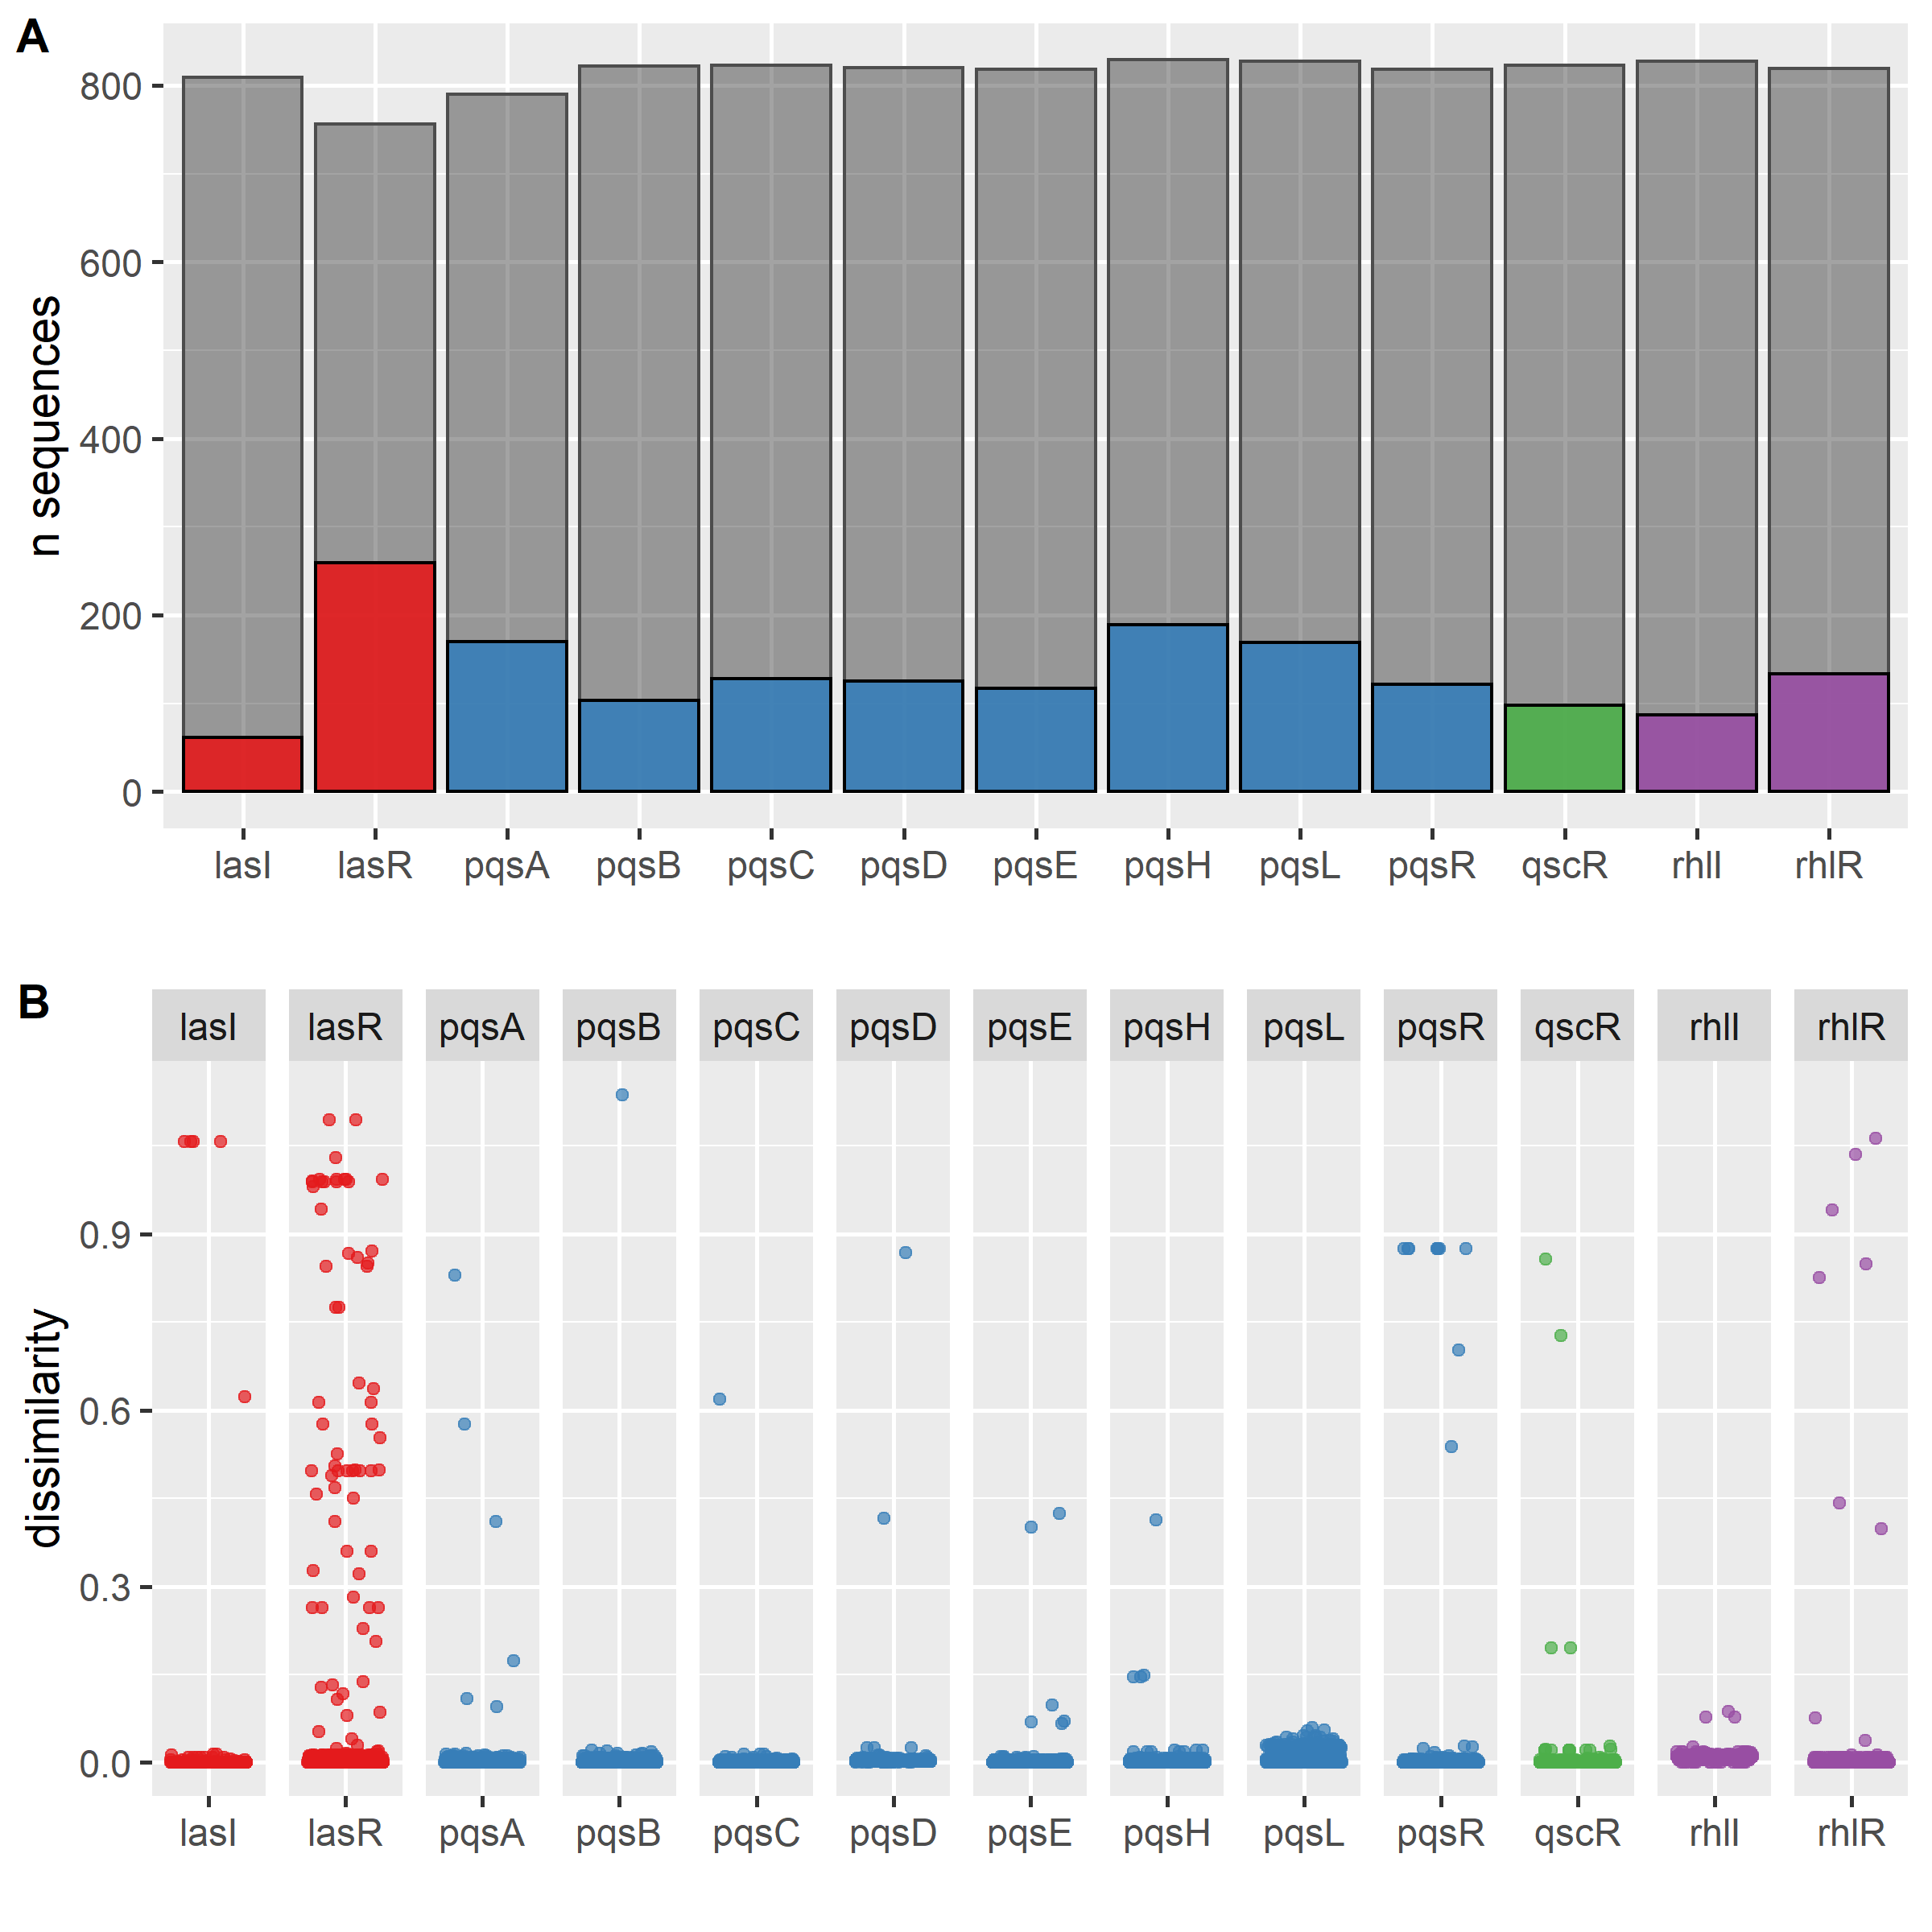 A
n sequences
800
600
400
200
0
lasI lasR pqsA pqsB pqsC pqsD pqsE pqsH pqsL pqsR qscR rhlI rhlR
B
lasI lasR pqsA pqsB pqsC pqsD pqsE pqsH pqsL pqsR qscR rhlI rhlR
dissimilarity
0.9
0.6
0.3
0.0
lasI lasR pqsA pqsB pqsC pqsD pqsE pqsH pqsL pqsR qscR rhlI rhlR